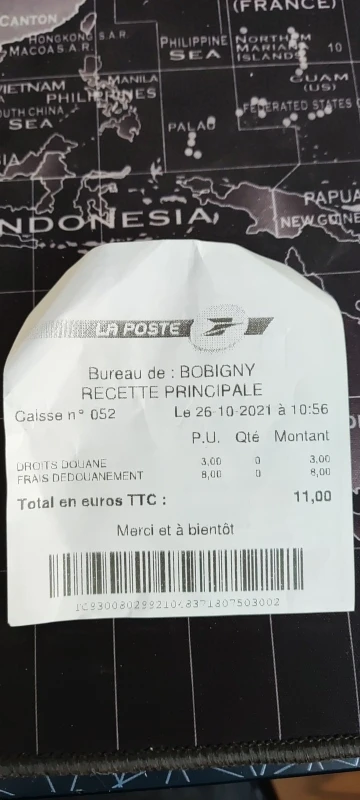 (FRANCE)
CANTON
HONGKONG S.A.R.
MACOA S.A.R.
PHILIPPINE
SEA
NORTHERN
MARIANA
ISLANDS
10
VIETNAM
MANILA
PHILIPPINES
GUAM
(US)
SOUTH CHINA
SEA
FEDERATED STATES
PALAU
INDONESIA
PAPUA
NEW GUINE
LA POSTE
Bureau de : BOBIGNY
RECETTE PRINCIPALE
Caisse n° 052 Le 26-10-2021 à 10:56
P.U. Qté Montant
DROITS DOUANE 3,00 0 3,00
FRAIS DEDOUANEMENT 8,00 0 8,00
Total en euros TTC : 11,00
Merci et à bientôt